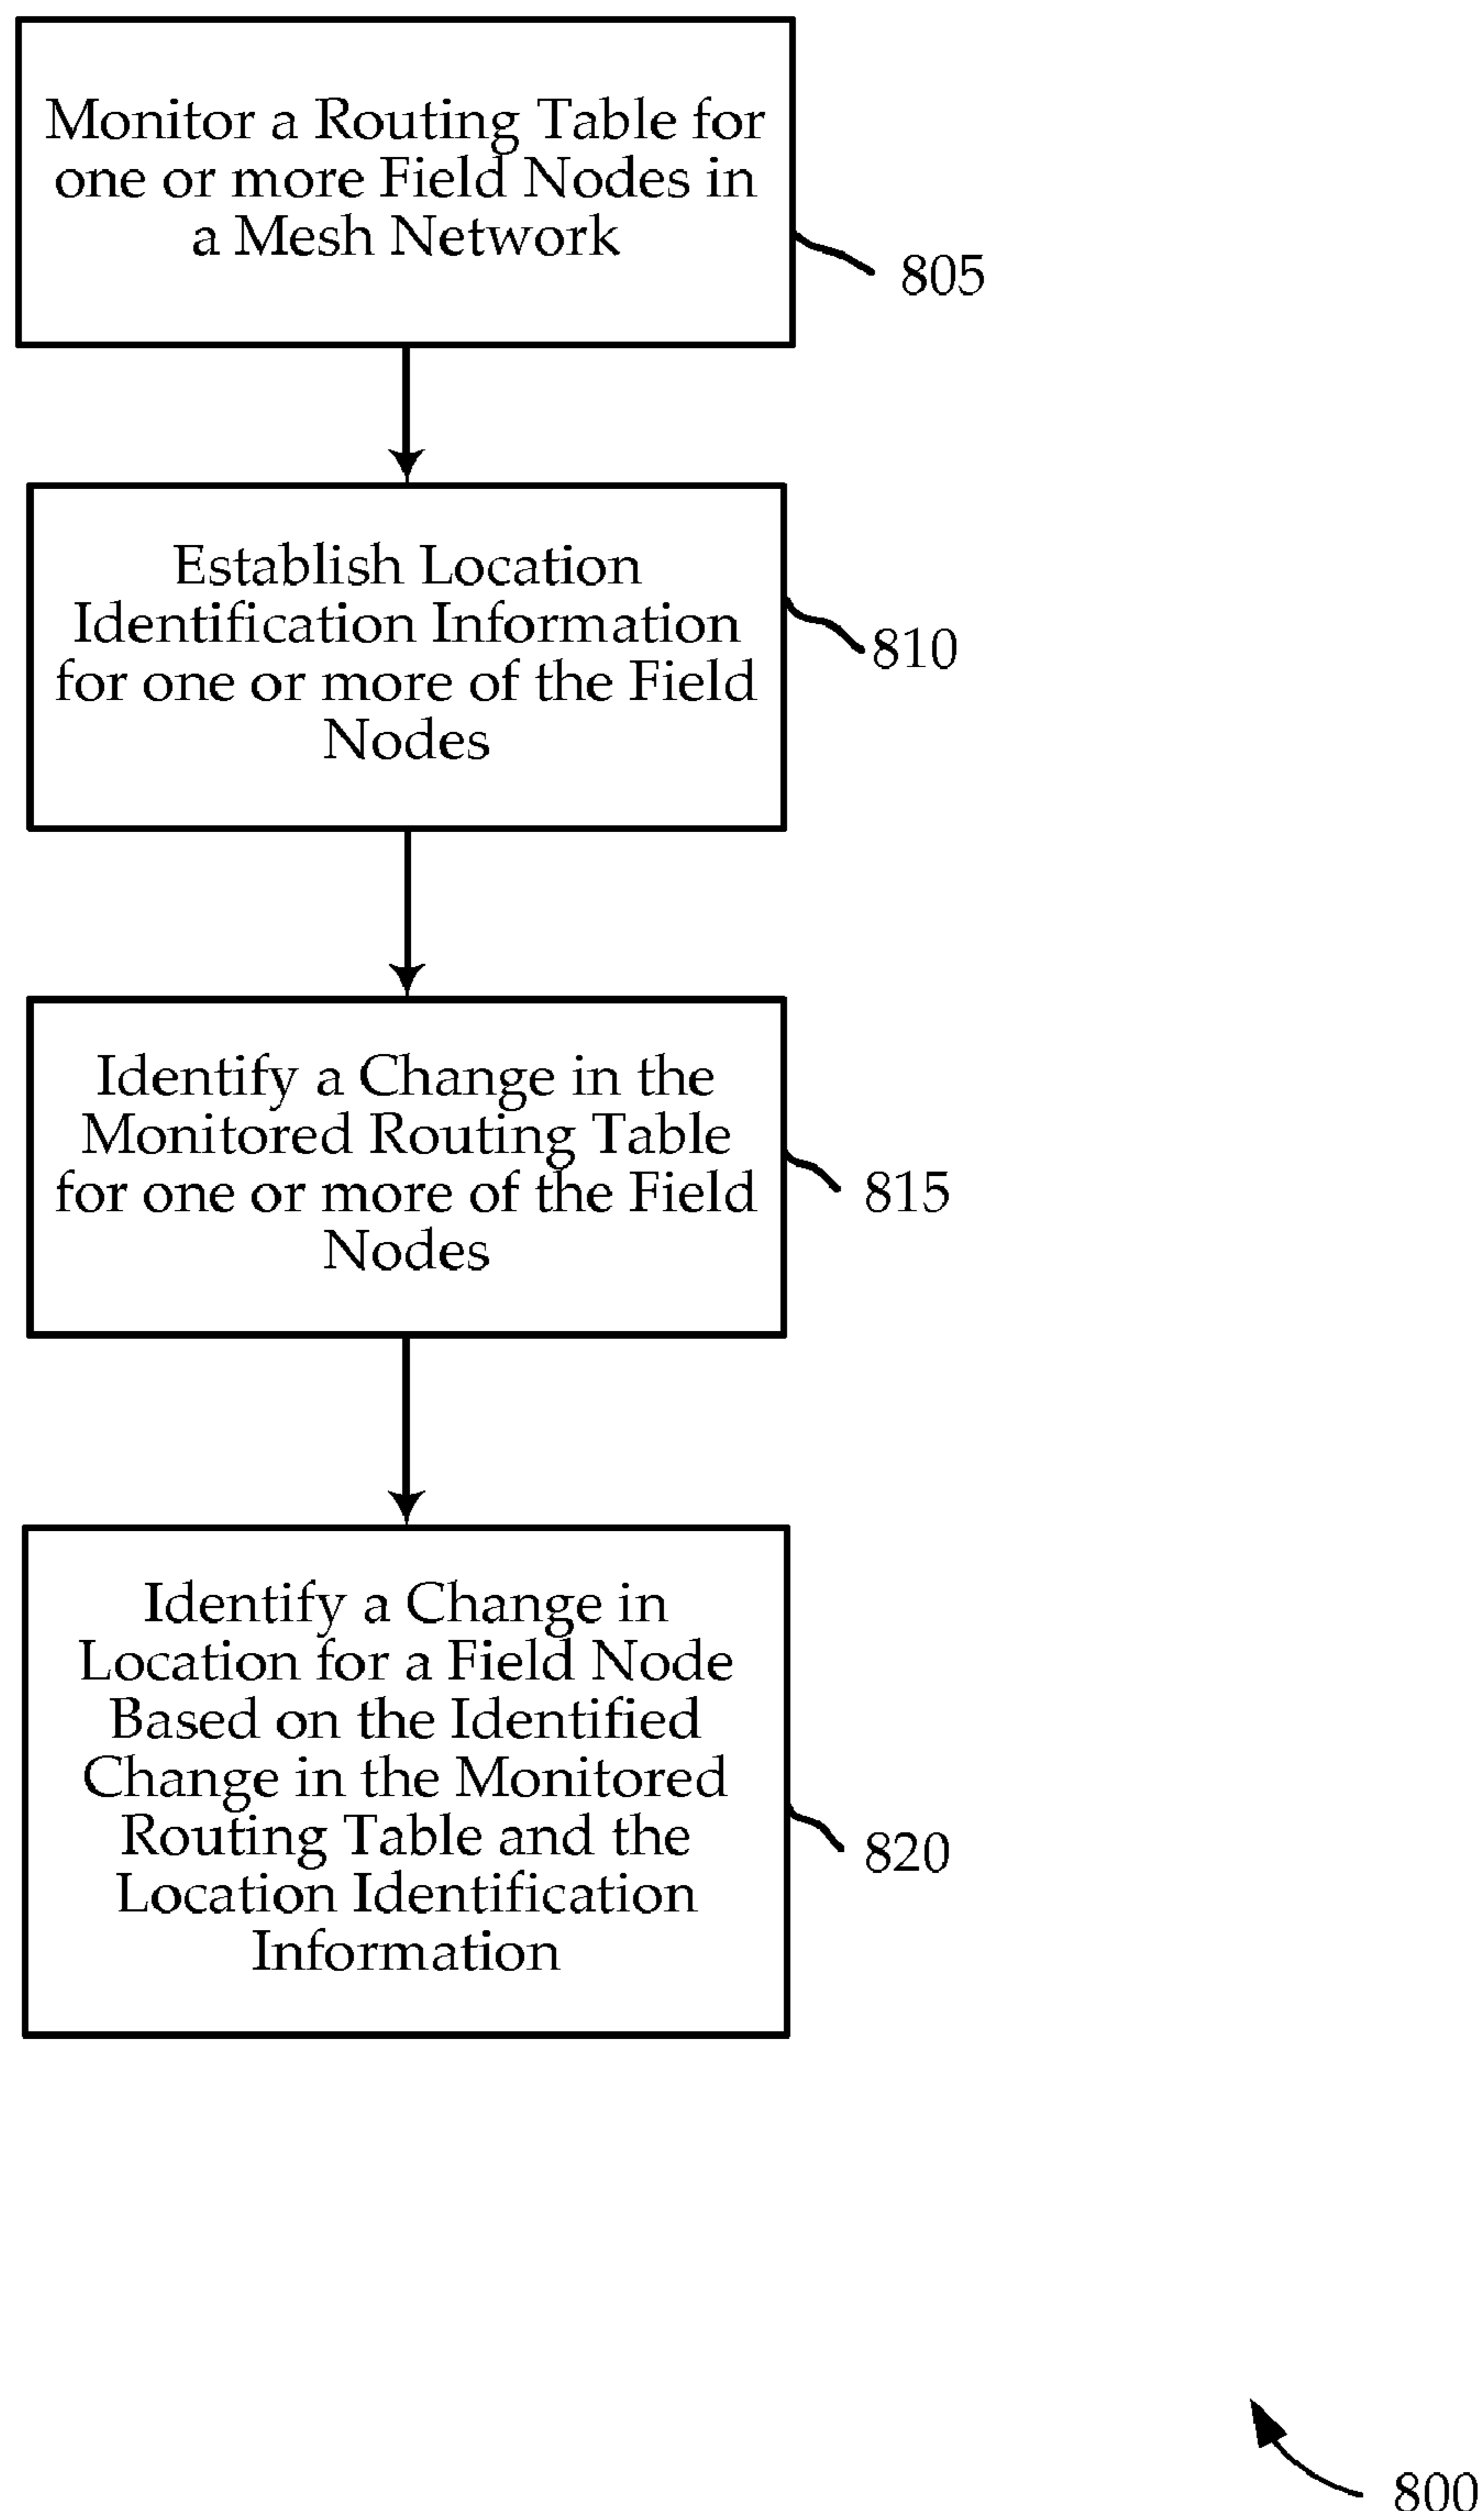 Monitor a Routing Table for
one or more Field Nodes in
a Mesh Network
805
Establish Location
Identification Information
for one or more of the Field
Nodes
810
Identify a Change in the
Monitored Routing Table
for one or more of the Field
Nodes
815
Identify a Change in
Location for a Field Node
Based on the Identified
Change in the Monitored
Routing Table and the
Location Identification
Information
820
800